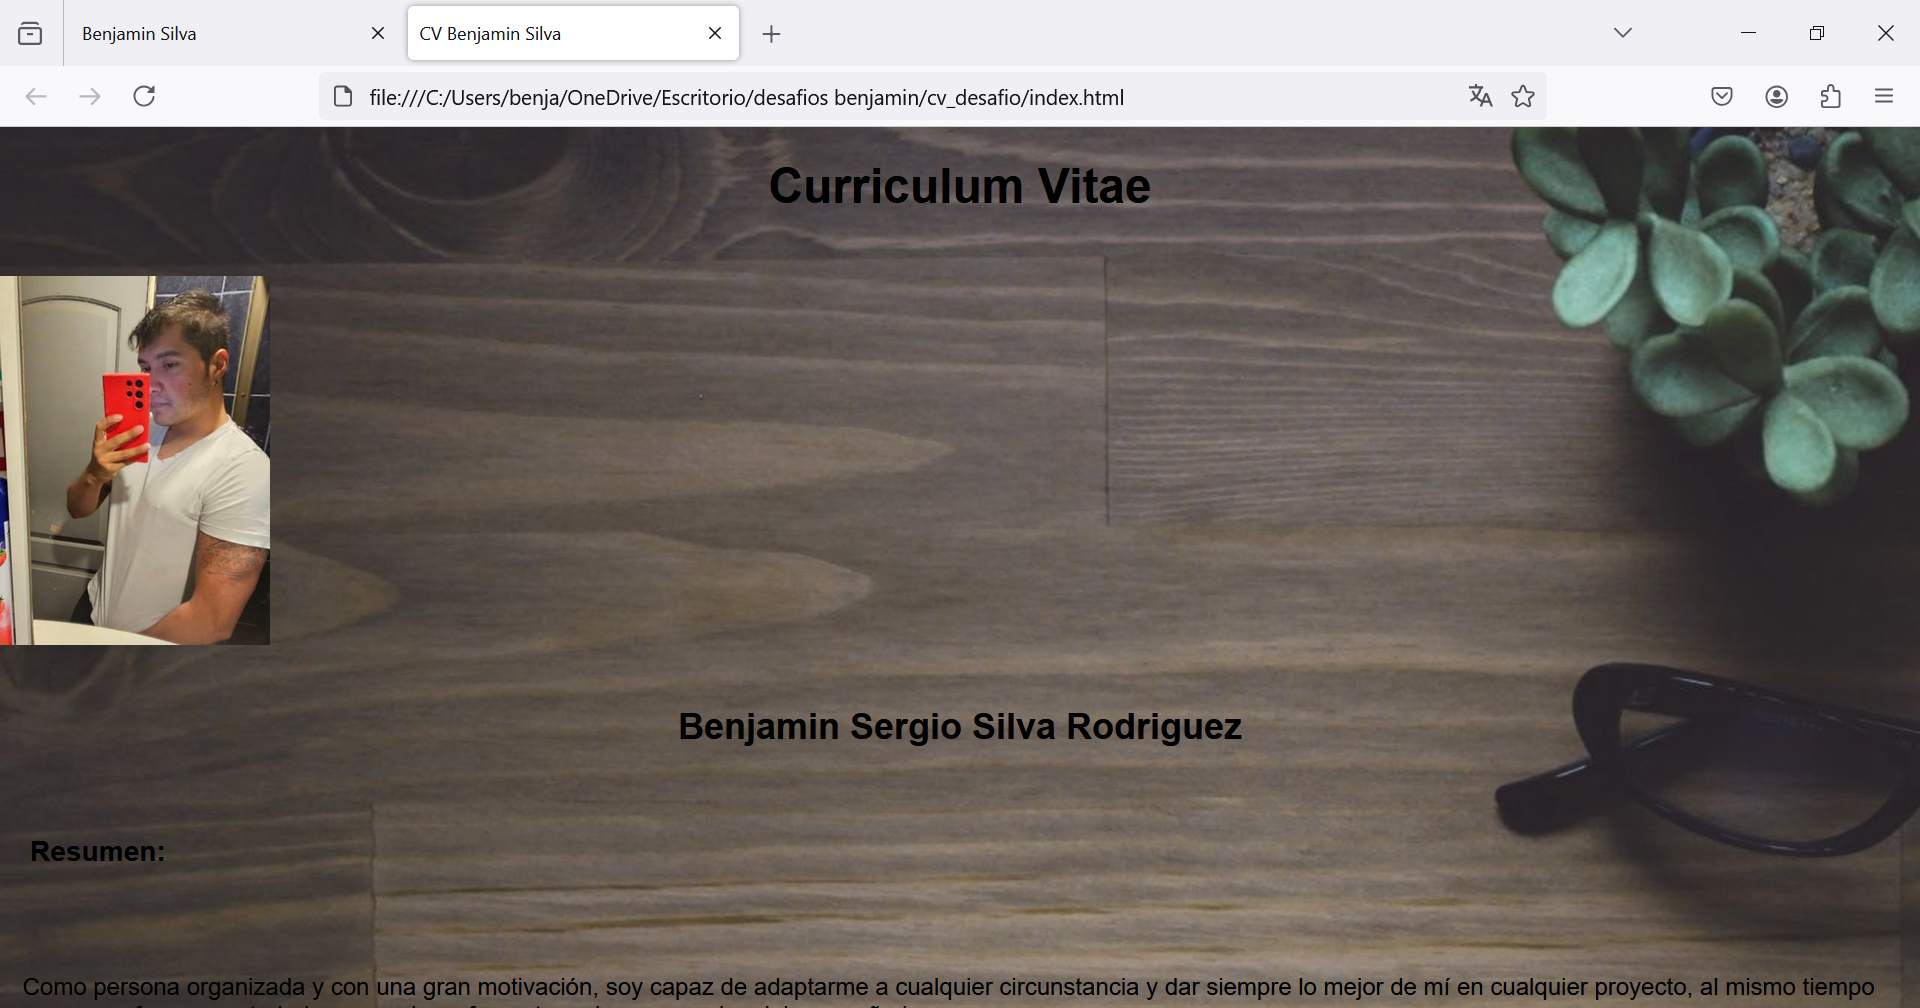 Benjamin Silva
CV Benjamin Silva
file:///C:/Users/benja/OneDrive/Escritorio/desafios benjamin/cv_desafio/index.html
Curriculum Vitae
Benjamin Sergio Silva Rodriguez
Resumen:
Como persona organizada y con una gran motivación, soy capaz de adaptarme a cualquier circunstancia y dar siempre lo mejor de mí en cualquier proyecto, al mismo tiempo